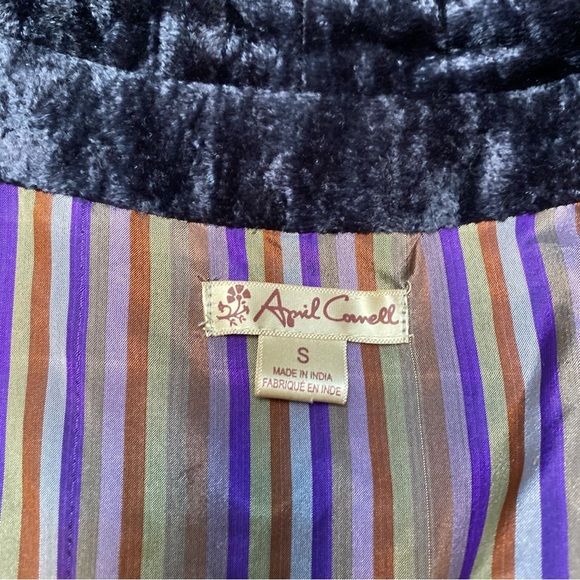 April Cornell
S
MADE IN INDIA
FABRIQUÉ EN INDE